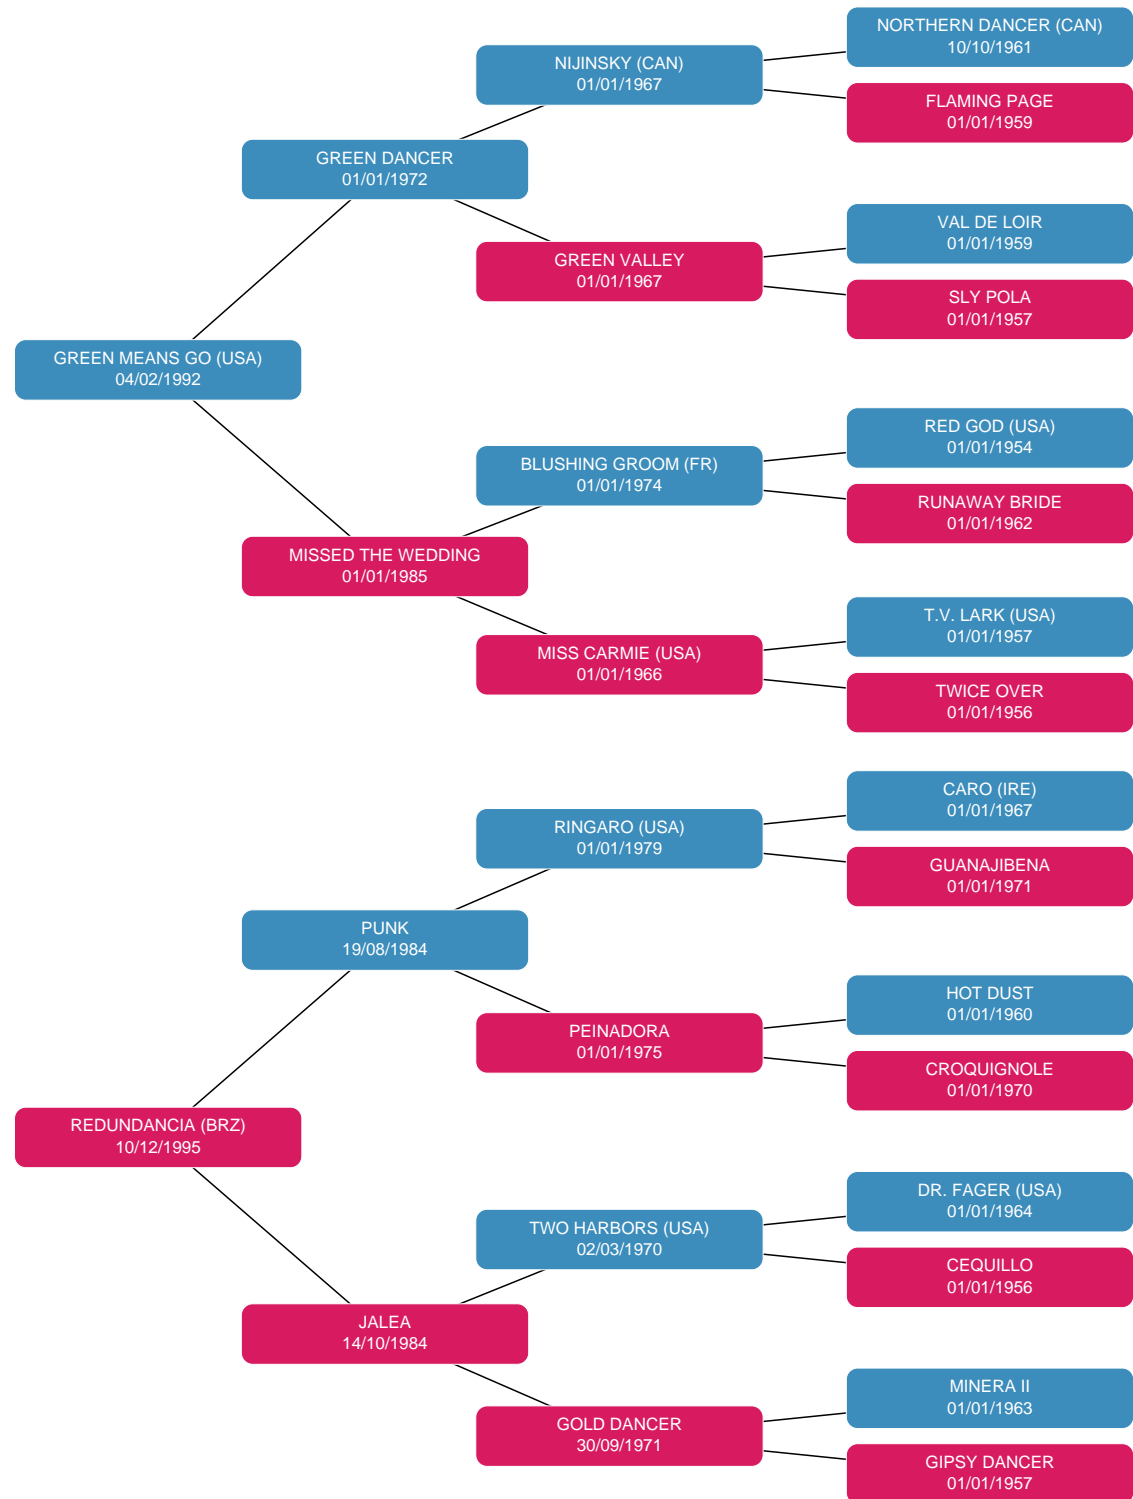 NORTHERN DANCER (CAN)
10/10/1961
NIJINSKY (CAN)
01/01/1967
FLAMING PAGE
01/01/1959
GREEN DANCER
01/01/1972
VAL DE LOIR
01/01/1959
GREEN VALLEY
01/01/1967
SLY POLA
01/01/1957
GREEN MEANS GO (USA)
04/02/1992
RED GOD (USA)
01/01/1954
BLUSHING GROOM (FR)
01/01/1974
RUNAWAY BRIDE
01/01/1962
MISSED THE WEDDING
01/01/1985
T.V. LARK (USA)
01/01/1957
MISS CARMIE (USA)
01/01/1966
TWICE OVER
01/01/1956
CARO (IRE)
01/01/1967
RINGARO (USA)
01/01/1979
GUANAJIBENA
01/01/1971
PUNK
19/08/1984
HOT DUST
01/01/1960
PEINADORA
01/01/1975
CROQUIGNOLE
01/01/1970
REDUNDANCIA (BRZ)
10/12/1995
DR. FAGER (USA)
01/01/1964
TWO HARBORS (USA)
02/03/1970
CEQUILLO
01/01/1956
JALEA
14/10/1984
MINERA II
01/01/1963
GOLD DANCER
30/09/1971
GIPSY DANCER
01/01/1957